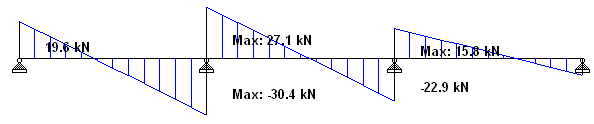 19.6 kN
Max: 27.1 kN
Max: 15.8 kN
Max: -30.4 kN
-22.9 kN